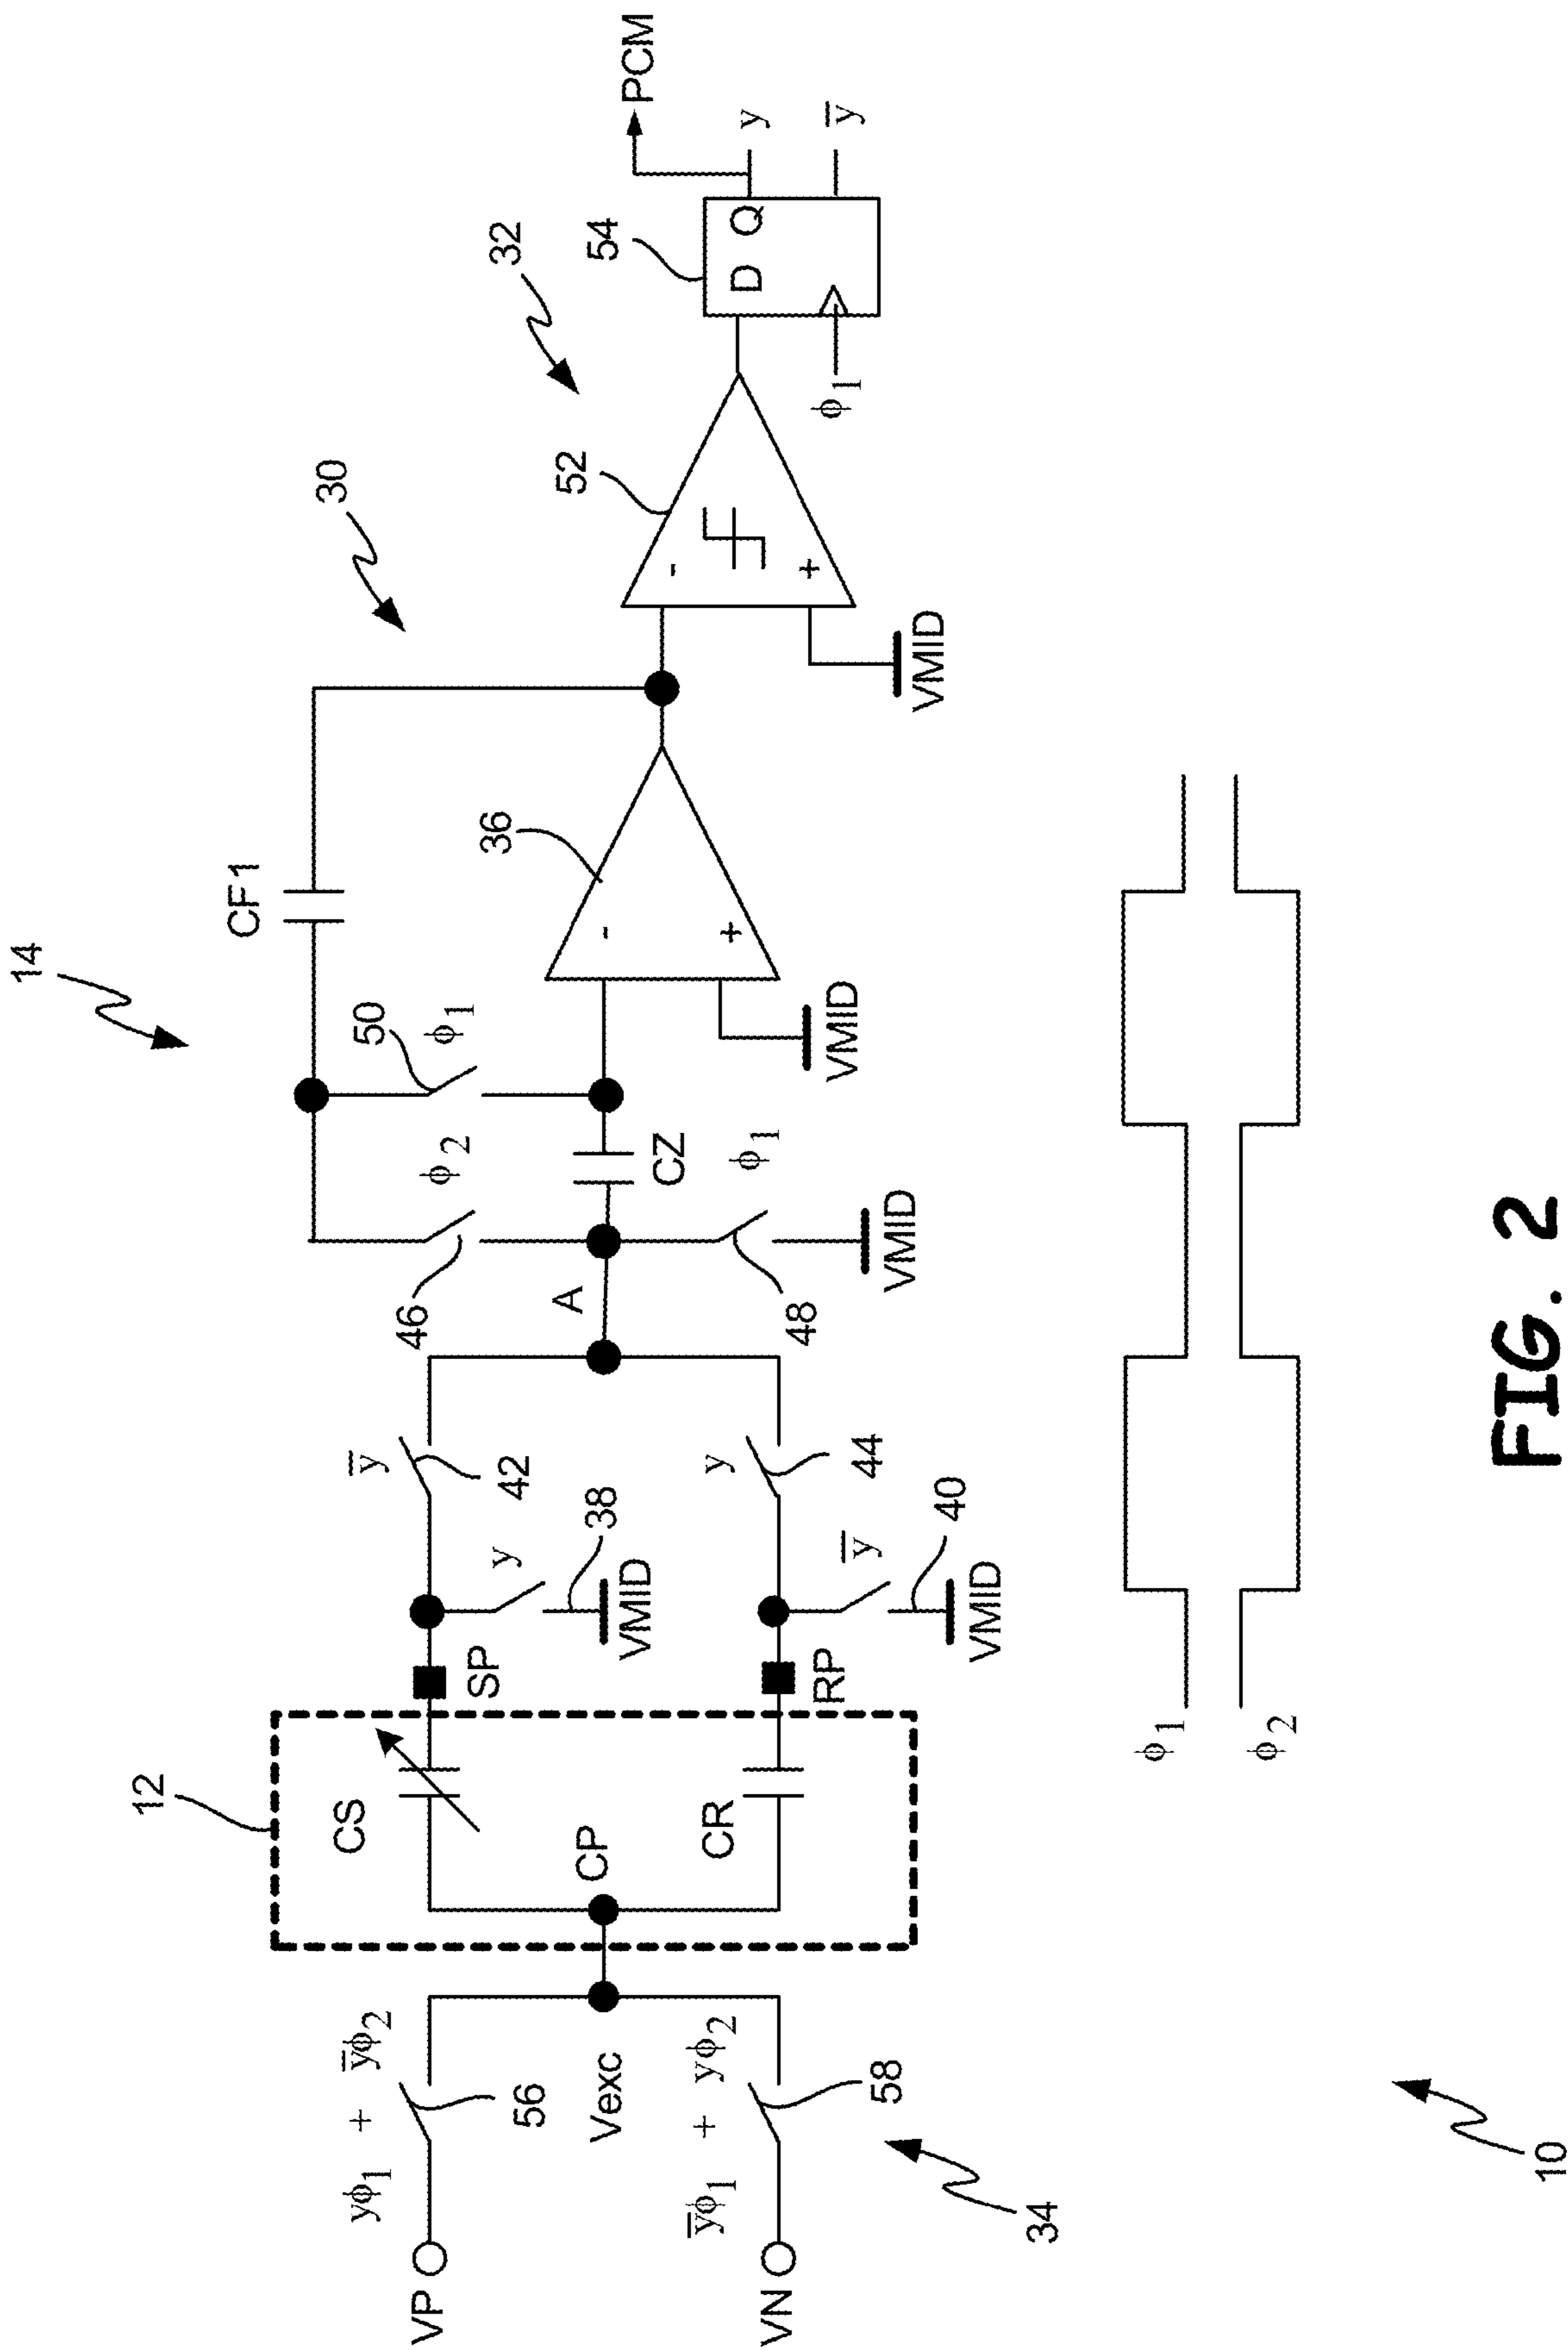 14
30
32
12
CF1
50
φ1
φ2
46
CZ
φ1
48
VMID
A
36
-
+
VMID
52
-
+
VMID
54
D Q
φ1
PCM
y
y̅
VP
yφ1 + y̅φ2
56
Vexc
VN
y̅φ1 + yφ2
58
34
CS
CP
CR
SP
RP
y̅
42
y
38
VMID
y
44
y̅
40
VMID
φ1
φ2
10
FIG. 2